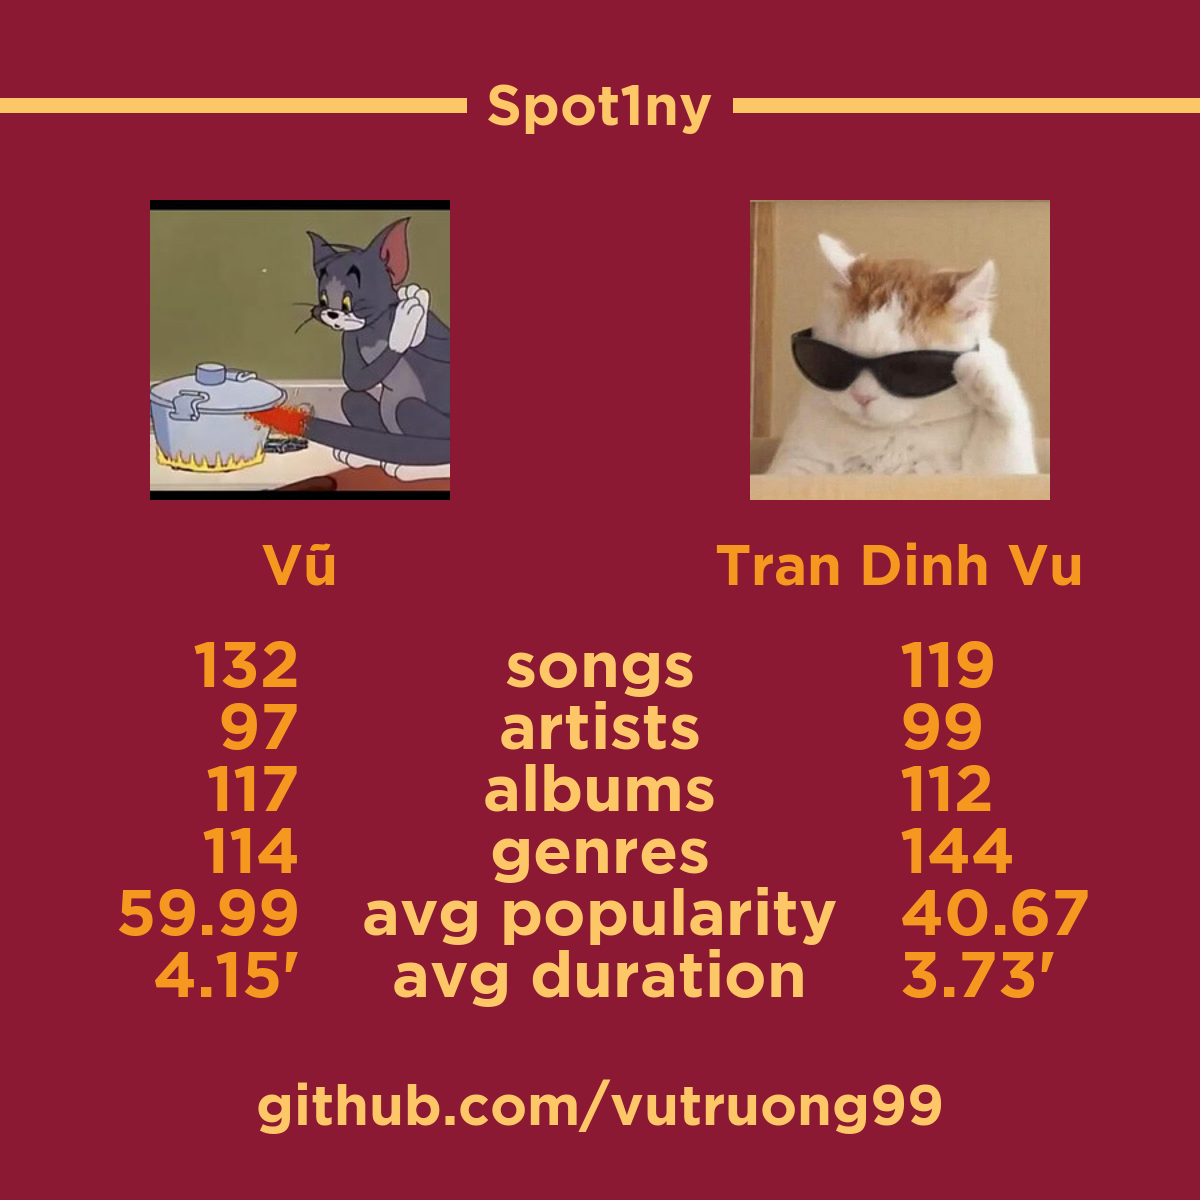 Spot1ny
Vũ Tran Dinh Vu
132 songs 119
97 artists 99
117 albums 112
114 genres 144
59.99 avg popularity 40.67
4.15' avg duration 3.73'
github.com/vutruong99